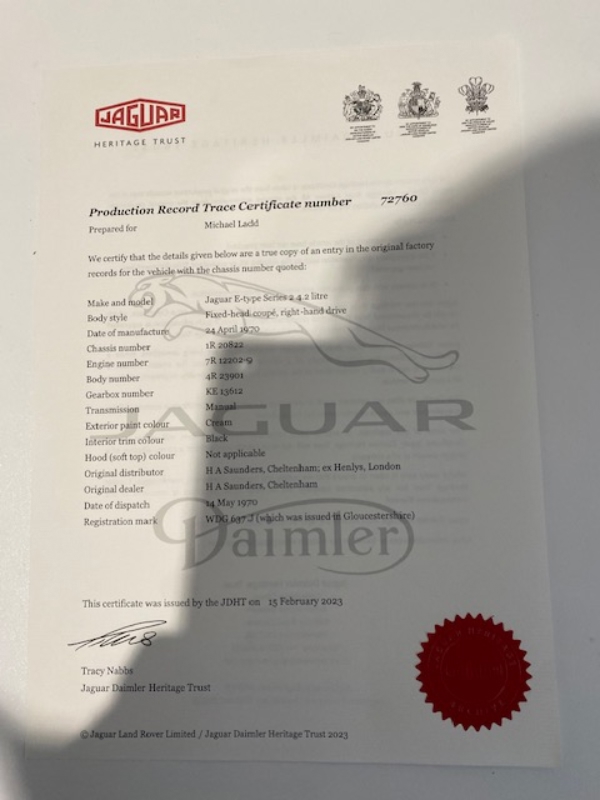 JAGUAR
HERITAGE TRUST
Production Record Trace Certificate number 72760
Prepared for Michael Ladd
We certify that the details given below are a true copy of an entry in the original factory
records for the vehicle with the chassis number quoted:
Make and model Jaguar E-type Series 2 4.2 litre
Body style Fixed-head coupé, right-hand drive
Date of manufacture 24 April 1970
Chassis number 1R 20822
Engine number 7R 12202-9
Body number 4R 23901
Gearbox number KE 13612
Transmission Manual
Exterior paint colour Cream
Interior trim colour Black
Hood (soft top) colour Not applicable
Original distributor H A Saunders, Cheltenham; ex Henlys, London
Original dealer H A Saunders, Cheltenham
Date of dispatch 14 May 1970
Registration mark WDG 637 J (which was issued in Gloucestershire)
JAGUAR
Daimler
This certificate was issued by the JDHT on 15 February 2023
Tracy Nabbs
Jaguar Daimler Heritage Trust
© Jaguar Land Rover Limited / Jaguar Daimler Heritage Trust 2023